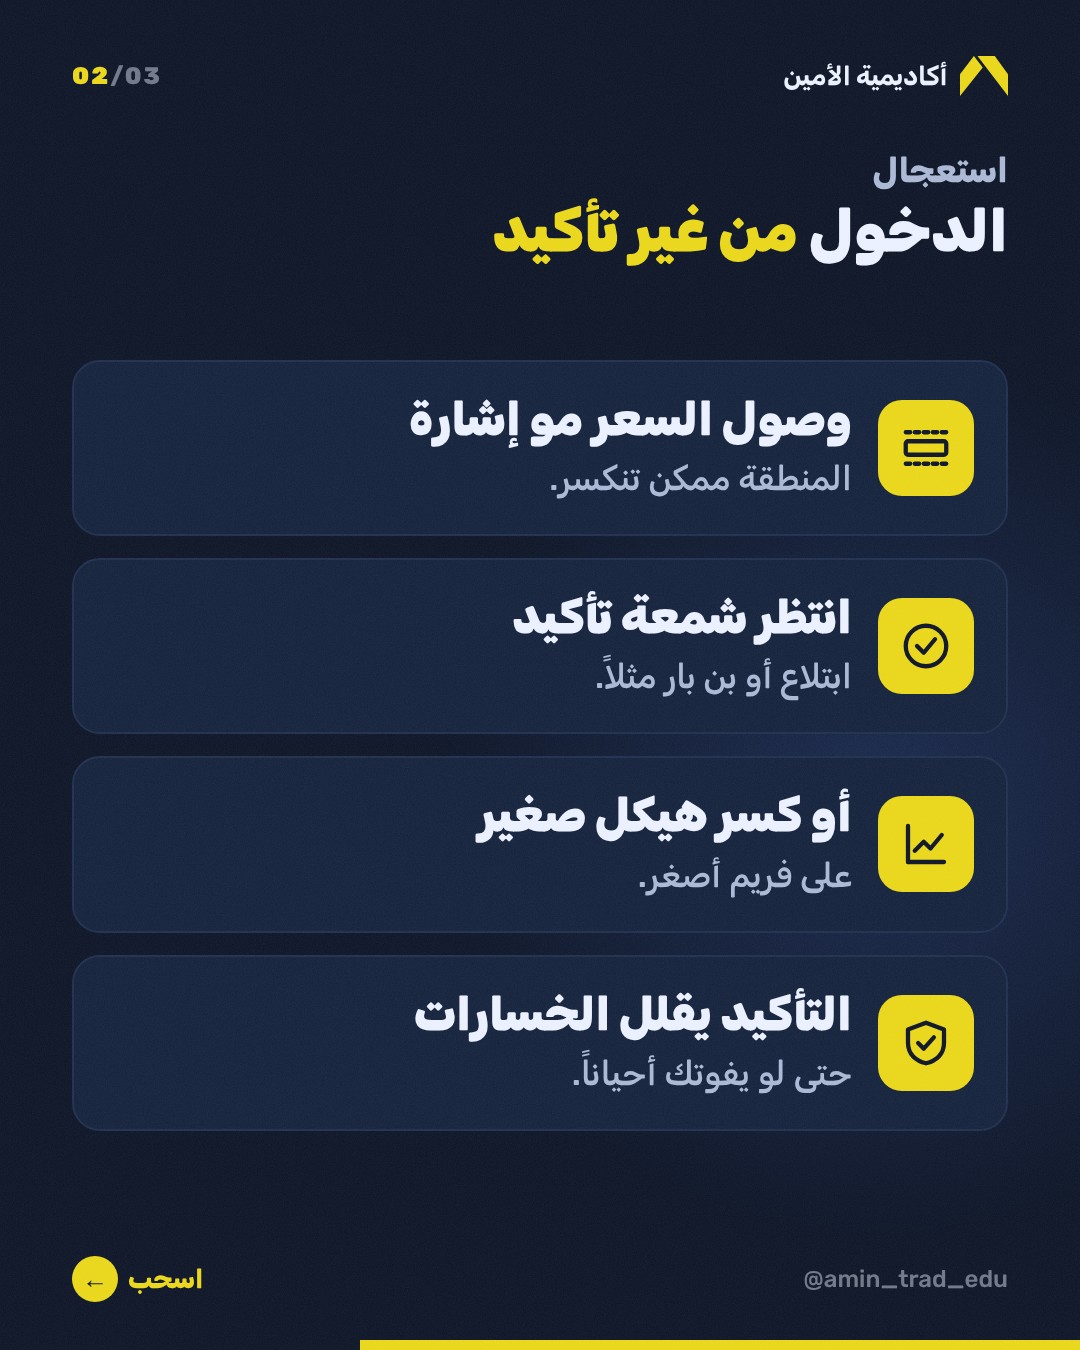 أكاديمية الأمين
02/03
استعجال
الدخول من غير تأكيد
وصول السعر مو إشارة
المنطقة ممكن تنكسر.
انتظر شمعة تأكيد
ابتلاع أو بن بار مثلاً.
أو كسر هيكل صغير
على فريم أصغر.
التأكيد يقلل الخسارات
حتى لو يفوتك أحياناً.
اسحب ←
@amin_trad_edu